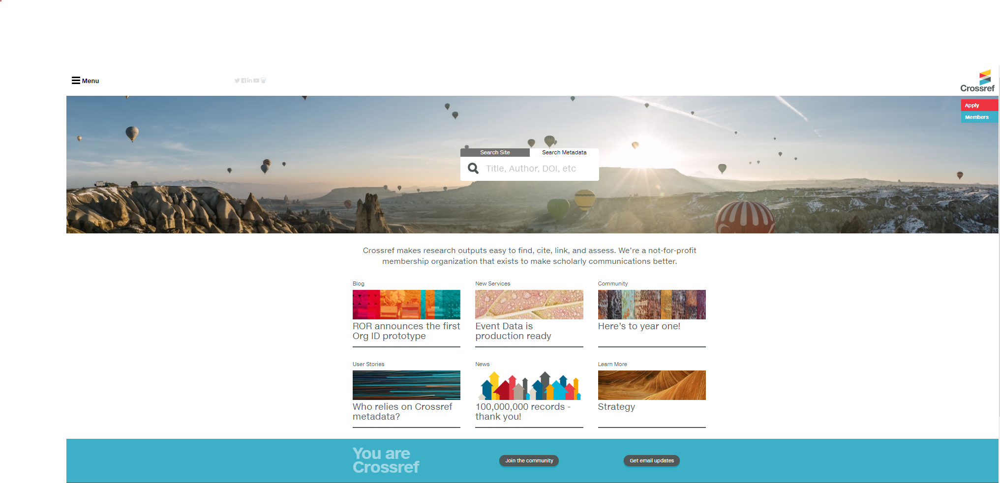 Menu
Crossref
Apply
Members
Search Site
Search Metadata
Title, Author, DOI, etc
Crossref makes research outputs easy to find, cite, link, and assess. We’re a not-for-profit
membership organization that exists to make scholarly communications better.
Blog
ROR announces the first
Org ID prototype
New Services
Event Data is
production ready
Community
Here’s to year one!
User Stories
Who relies on Crossref
metadata?
News
100,000,000 records -
thank you!
Learn More
Strategy
You are
Crossref
Join the community
Get email updates